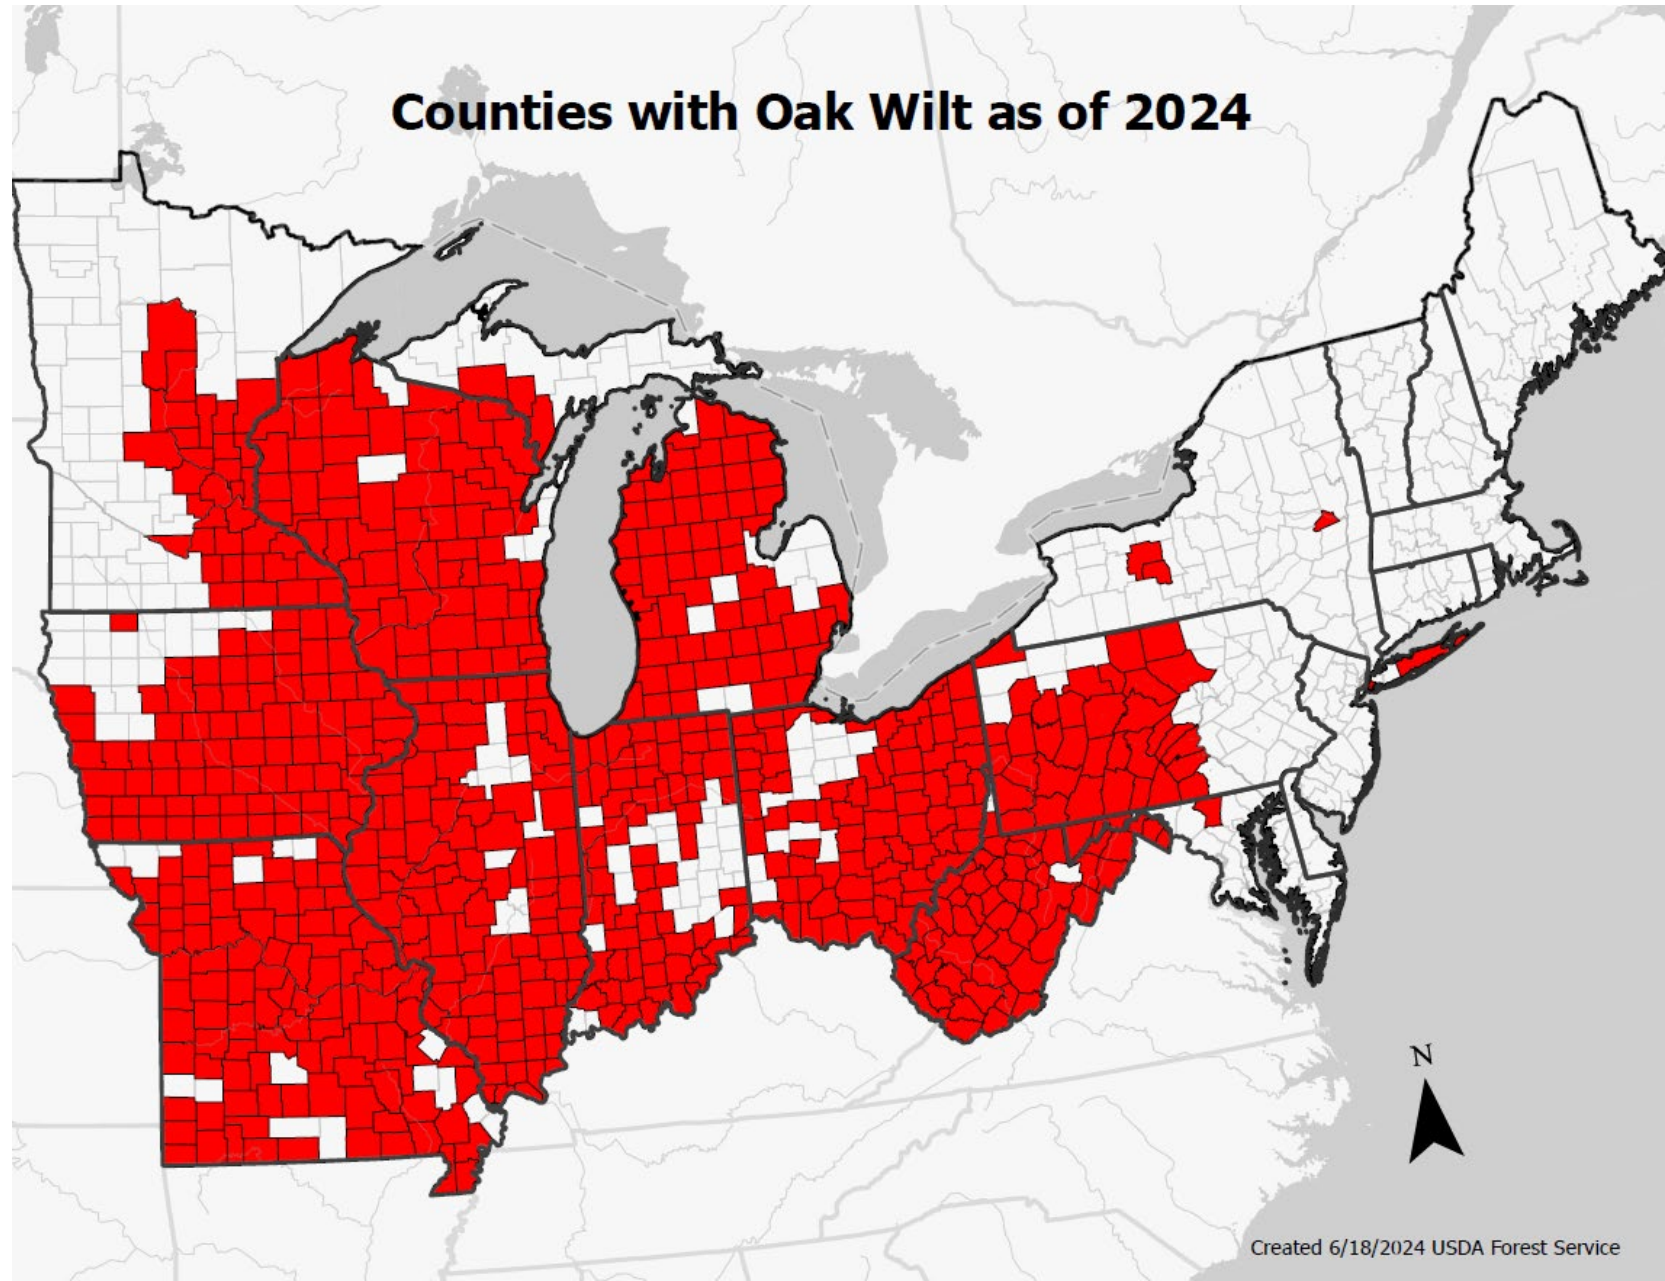 Counties with Oak Wilt as of 2024
N
Created 6/18/2024 USDA Forest Service